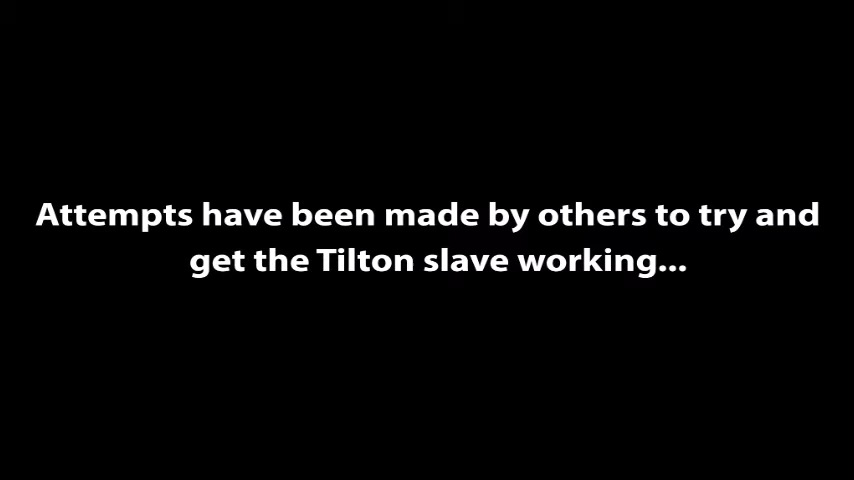 Attempts have been made by others to try and
get the Tilton slave working...